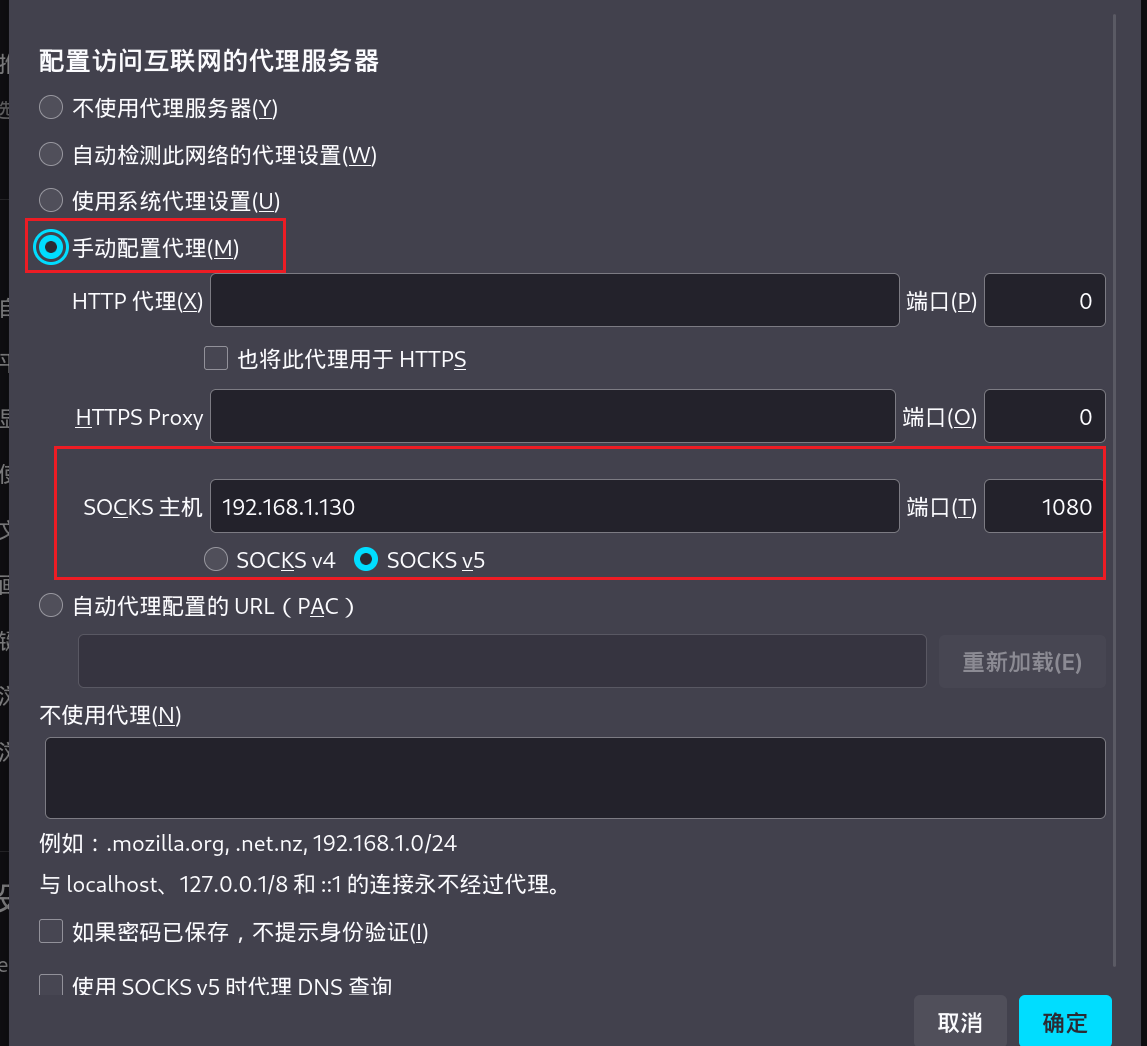 配置访问互联网的代理服务器
不使用代理服务器(Y)
自动检测此网络的代理设置(W)
使用系统代理设置(U)
手动配置代理(M)
HTTP 代理(X) 端口(P) 0
也将此代理用于 HTTPS
HTTPS Proxy 端口(O) 0
SOCKS 主机 192.168.1.130 端口(T) 1080
SOCKS v4 SOCKS v5
自动代理配置的 URL（PAC）
重新加载(E)
不使用代理(N)
例如：.mozilla.org, .net.nz, 192.168.1.0/24
与 localhost、127.0.0.1/8 和 ::1 的连接永不经过代理。
如果密码已保存，不提示身份验证(I)
使用 SOCKS v5 时代理 DNS 查询
取消 确定